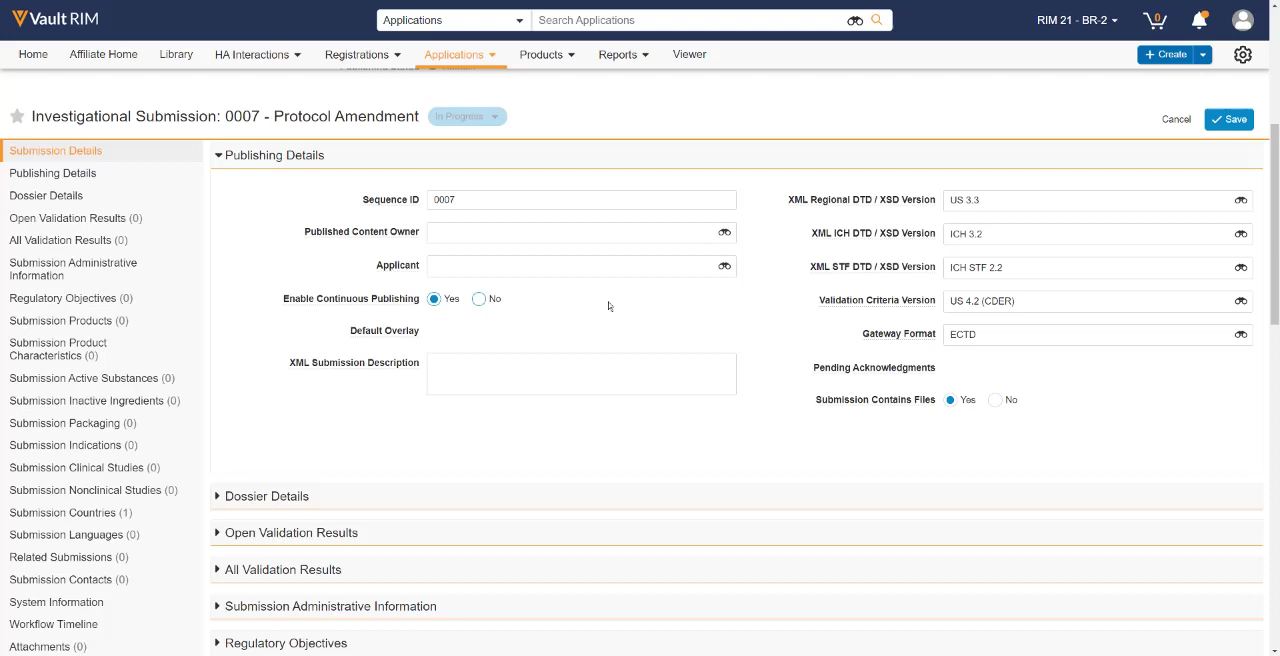 Vault RIM
Applications
Search Applications
RIM 21 - BR-2
0
Home
Affiliate Home
Library
HA Interactions
Registrations
Applications
Products
Reports
Viewer
+ Create
Investigational Submission: 0007 - Protocol Amendment
In Progress
Cancel
Save
Submission Details
Publishing Details
Dossier Details
Open Validation Results (0)
All Validation Results (0)
Submission Administrative
Information
Regulatory Objectives (0)
Submission Products (0)
Submission Product
Characteristics (0)
Submission Active Substances (0)
Submission Inactive Ingredients (0)
Submission Packaging (0)
Submission Indications (0)
Submission Clinical Studies (0)
Submission Nonclinical Studies (0)
Submission Countries (1)
Submission Languages (0)
Related Submissions (0)
Submission Contacts (0)
System Information
Workflow Timeline
Attachments (0)
Publishing Details
Sequence ID 0007
Published Content Owner
Applicant
Enable Continuous Publishing Yes No
Default Overlay
XML Submission Description
XML Regional DTD / XSD Version US 3.3
XML ICH DTD / XSD Version ICH 3.2
XML STF DTD / XSD Version ICH STF 2.2
Validation Criteria Version US 4.2 (CDER)
Gateway Format ECTD
Pending Acknowledgments
Submission Contains Files Yes No
Dossier Details
Open Validation Results
All Validation Results
Submission Administrative Information
Regulatory Objectives